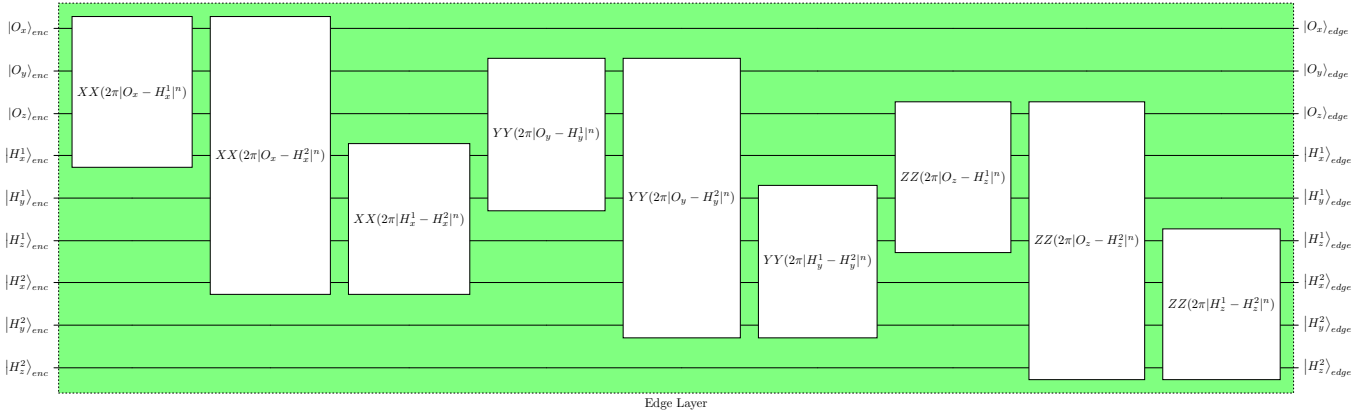 |O_x⟩_enc |O_x⟩_edge
|O_y⟩_enc |O_y⟩_edge
|O_z⟩_enc |O_z⟩_edge
|H_x^1⟩_enc |H_x^1⟩_edge
|H_y^1⟩_enc |H_y^1⟩_edge
|H_z^1⟩_enc |H_z^1⟩_edge
|H_x^2⟩_enc |H_x^2⟩_edge
|H_y^2⟩_enc |H_y^2⟩_edge
|H_z^2⟩_enc |H_z^2⟩_edge
XX(2π|O_x − H_x^1|^n)
XX(2π|O_x − H_x^2|^n)
XX(2π|H_x^1 − H_x^2|^n)
YY(2π|O_y − H_y^1|^n)
YY(2π|O_y − H_y^2|^n)
YY(2π|H_y^1 − H_y^2|^n)
ZZ(2π|O_z − H_z^1|^n)
ZZ(2π|O_z − H_z^2|^n)
ZZ(2π|H_z^1 − H_z^2|^n)
Edge Layer